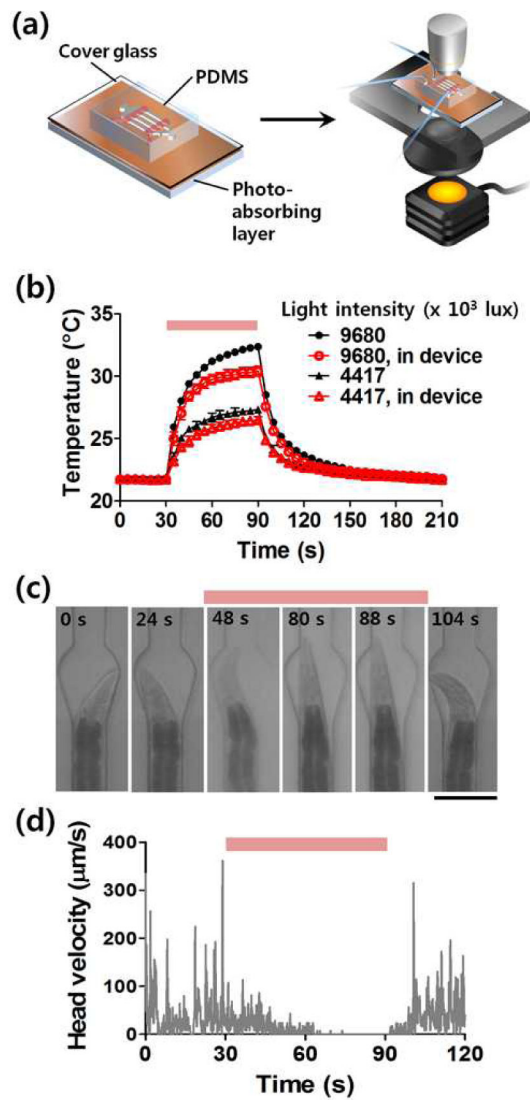 (a)
Cover glass
PDMS
Photo-
absorbing
layer
(b)
Light intensity (x 10³ lux)
9680
9680, in device
4417
4417, in device
Temperature (°C)
35
30
25
20
0 30 60 90 120 150 180 210
Time (s)
(c)
0 s 24 s 48 s 80 s 88 s 104 s
(d)
Head velocity (µm/s)
400
300
200
100
0
0 30 60 90 120
Time (s)